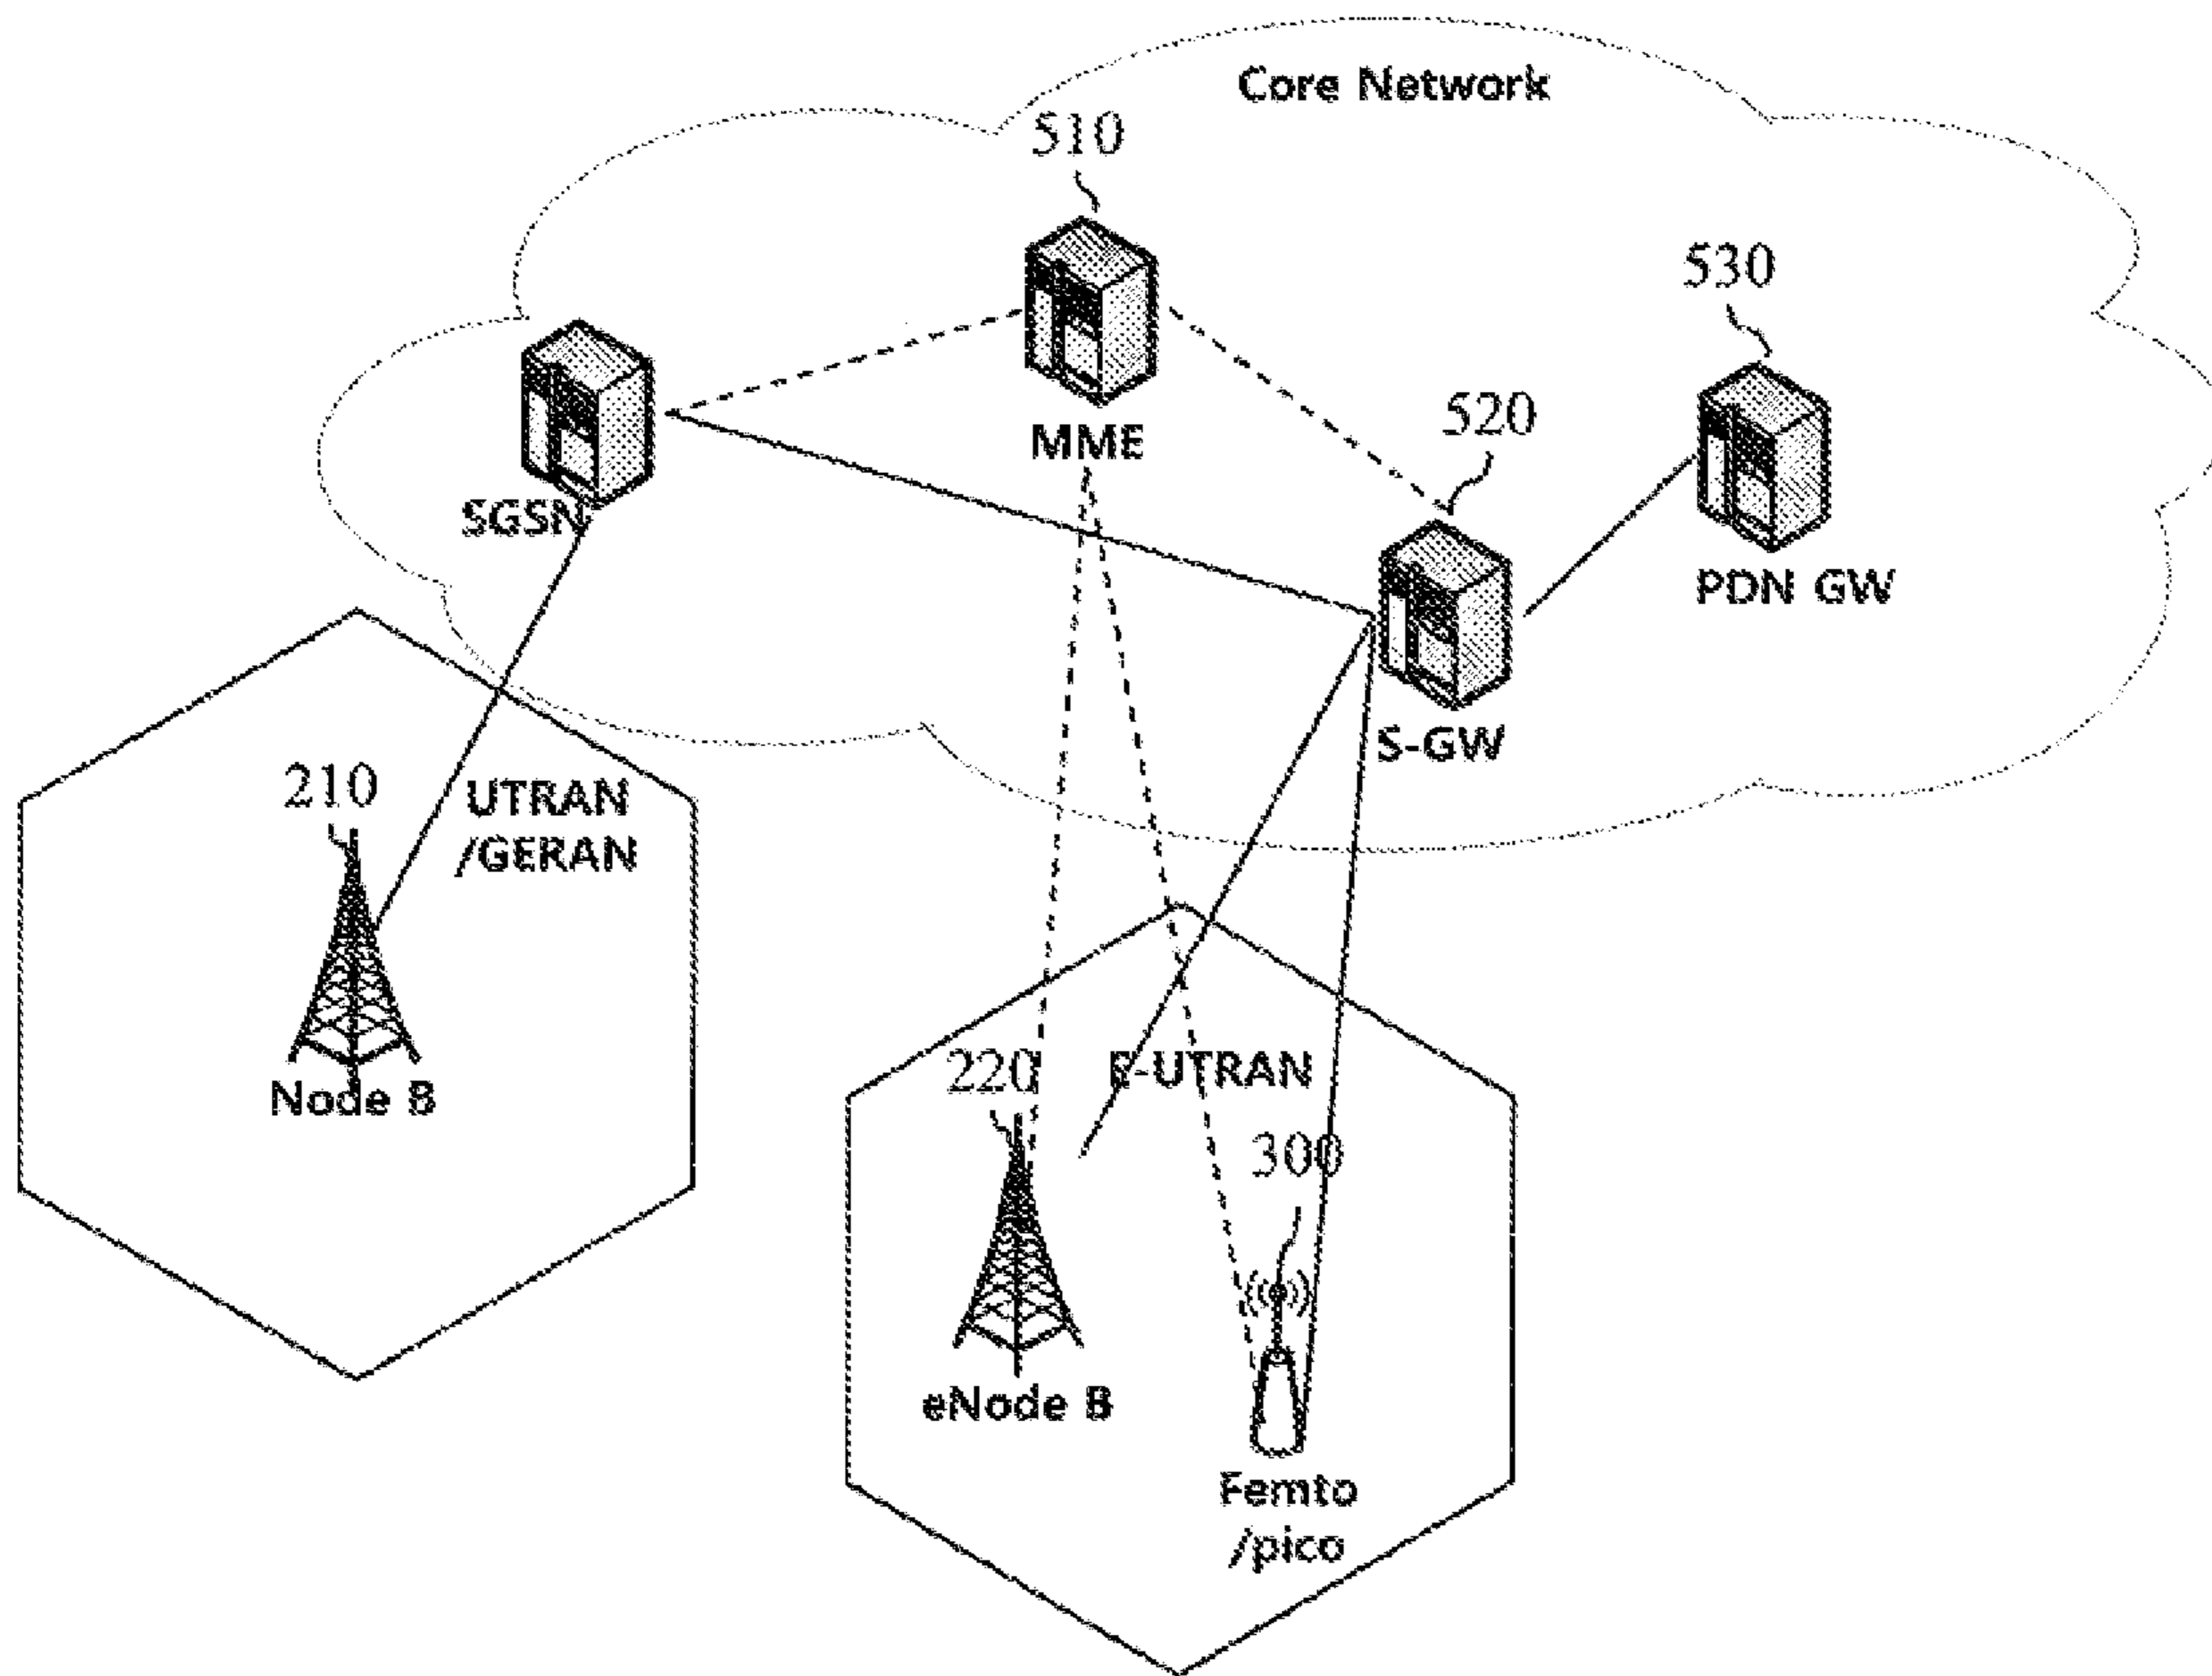 Core Network
510
530
MME
520
SGSN
PDN GW
S-GW
210
UTRAN
/GERAN
Node B
220
E-UTRAN
300
eNode B
Femto
/pico